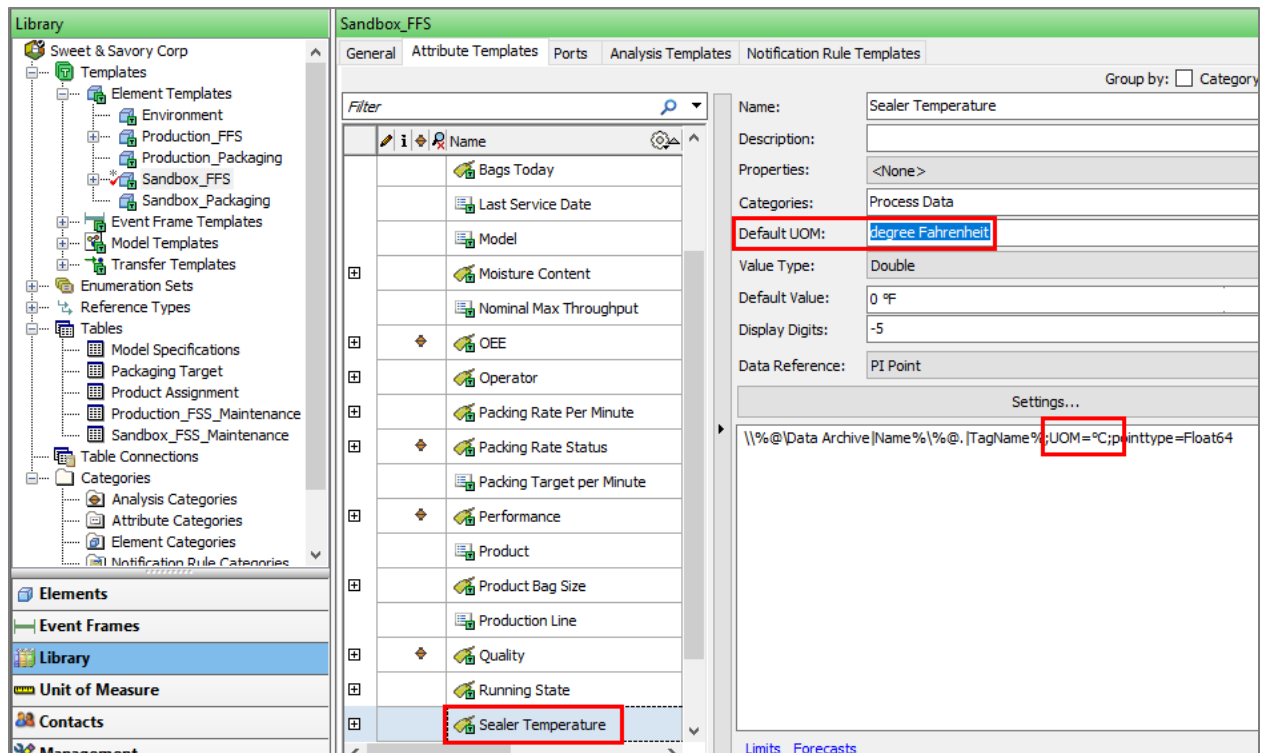 Library
Sweet & Savory Corp
Templates
Element Templates
Environment
Production_FFS
Production_Packaging
Sandbox_FFS
Sandbox_Packaging
Event Frame Templates
Model Templates
Transfer Templates
Enumeration Sets
Reference Types
Tables
Model Specifications
Packaging Target
Product Assignment
Production_FSS_Maintenance
Sandbox_FSS_Maintenance
Table Connections
Categories
Analysis Categories
Attribute Categories
Element Categories
Notification Rule Categories
Elements
Event Frames
Library
Unit of Measure
Contacts
Management
Sandbox_FFS
General Attribute Templates Ports Analysis Templates Notification Rule Templates
Group by: Category
Filter
Name
Bags Today
Last Service Date
Model
Moisture Content
Nominal Max Throughput
OEE
Operator
Packing Rate Per Minute
Packing Rate Status
Packing Target per Minute
Performance
Product
Product Bag Size
Production Line
Quality
Running State
Sealer Temperature
Name: Sealer Temperature
Description:
Properties: <None>
Categories: Process Data
Default UOM: degree Fahrenheit
Value Type: Double
Default Value: 0 °F
Display Digits: -5
Data Reference: PI Point
Settings...
\\%@\Data Archive|Name%\%@.|TagName%;UOM=°C;pointtype=Float64
Limits Forecasts